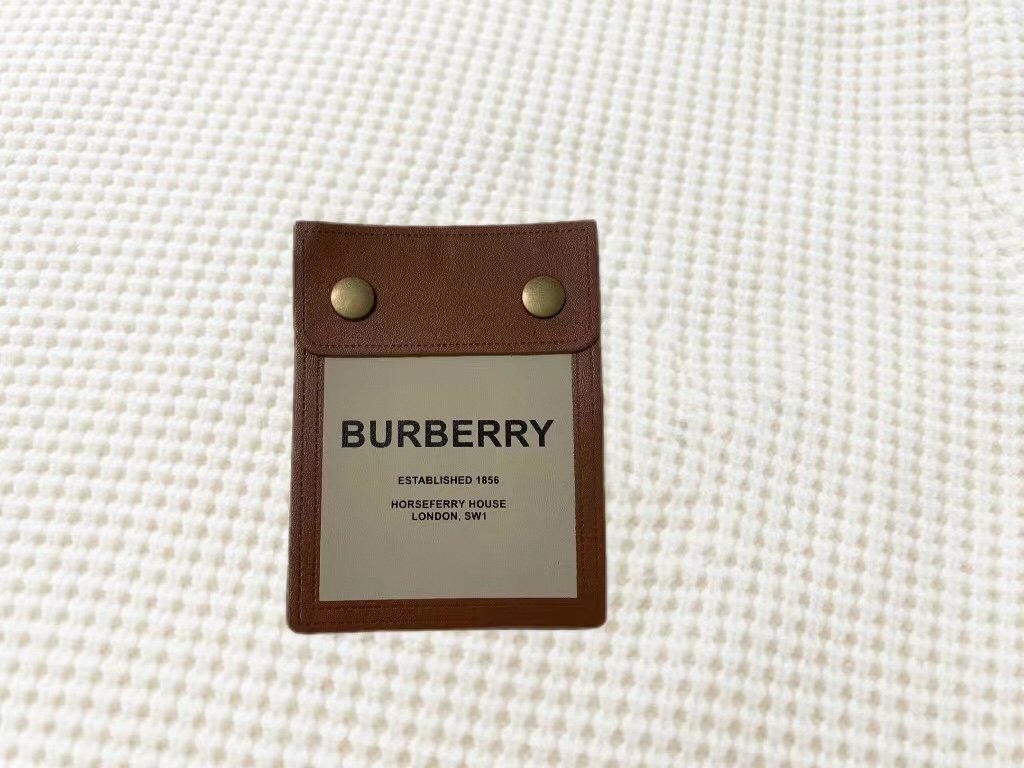 BURBERRY
ESTABLISHED 1856
HORSEFERRY HOUSE
LONDON, SW1